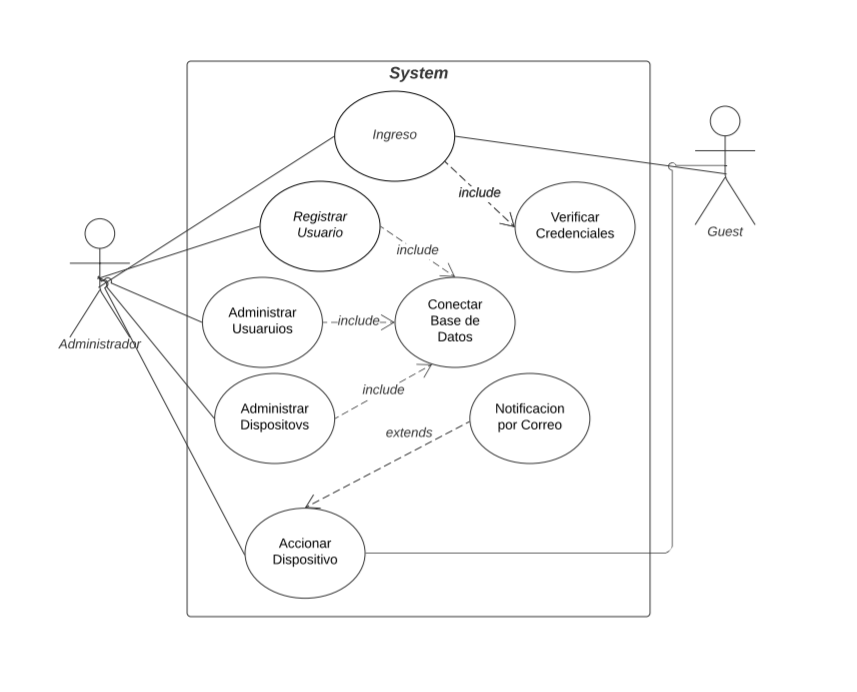 System
Ingreso
include
Verificar
Credenciales
Guest
Registrar
Usuario
include
Administrador
Administrar
Usuaruios
include
Conectar
Base de
Datos
include
Administrar
Dispositovs
Notificacion
por Correo
extends
Accionar
Dispositivo